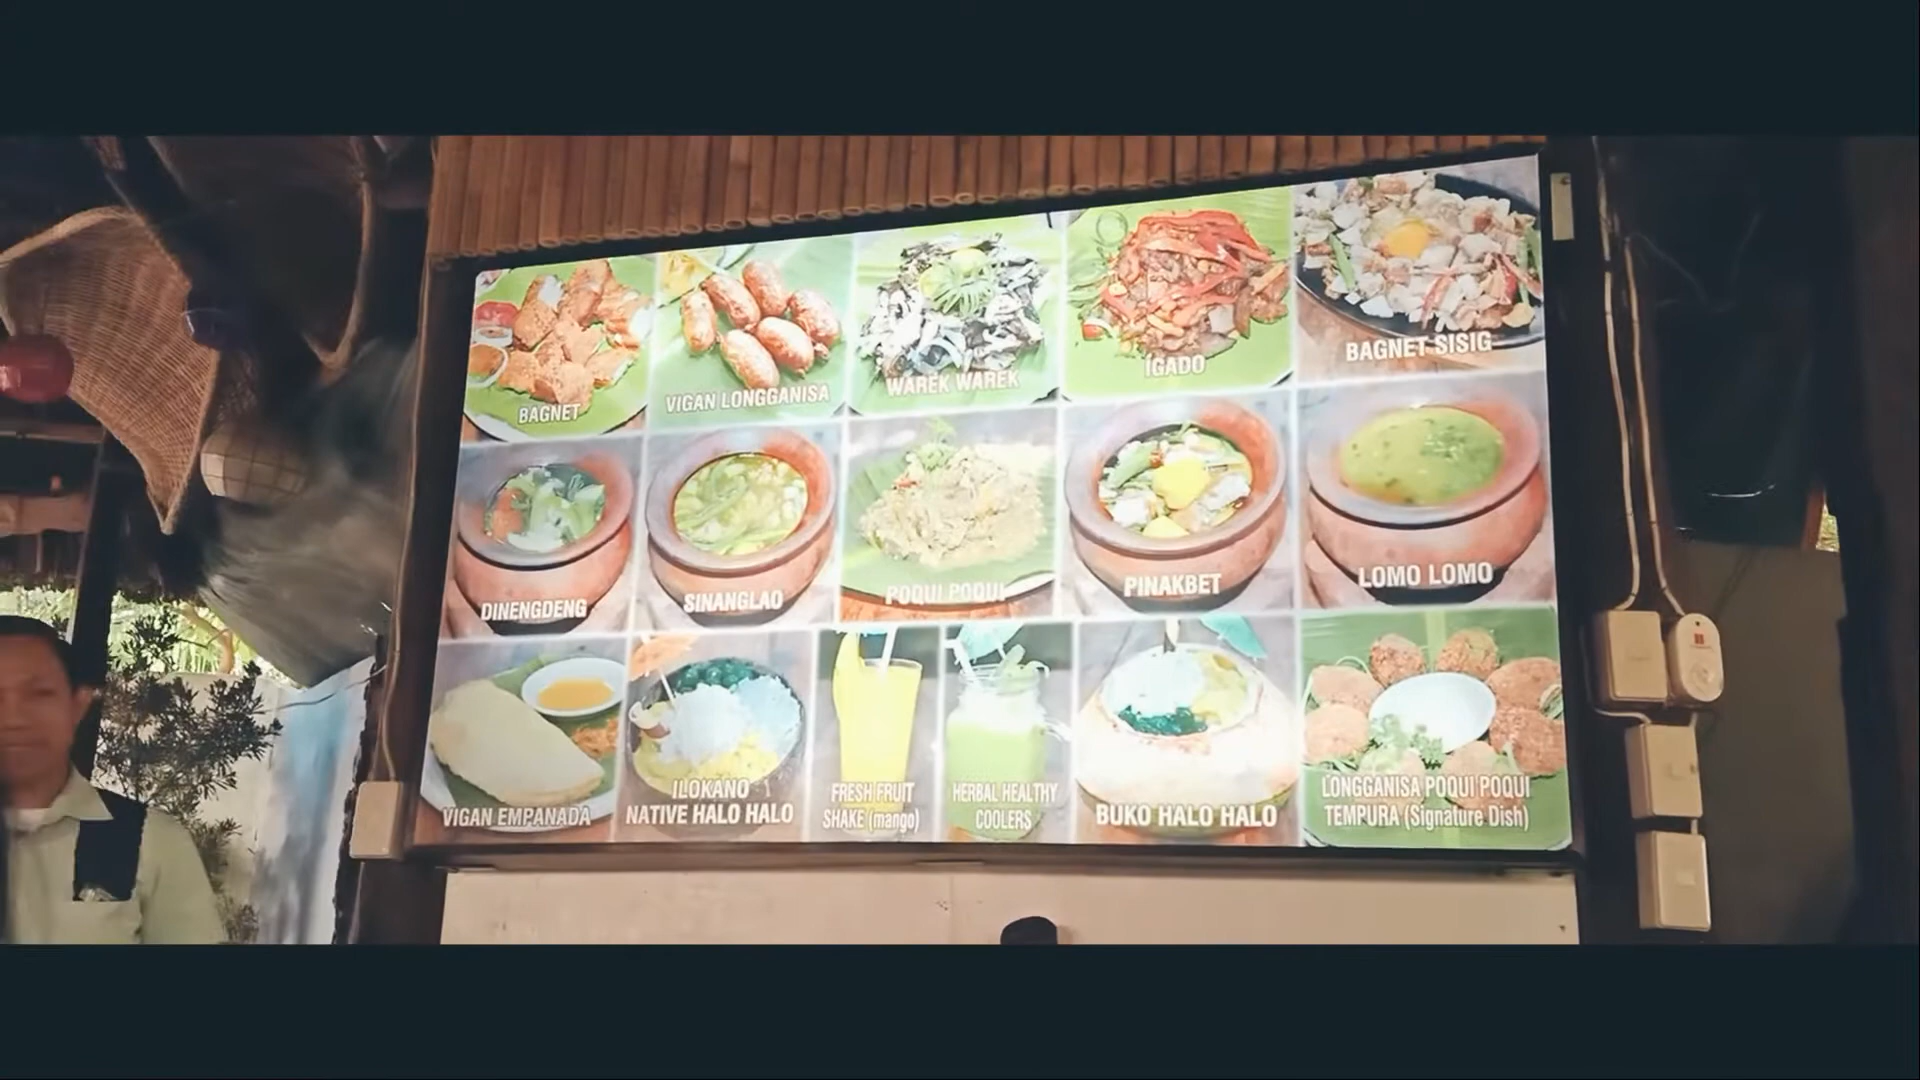 BAGNET
VIGAN LONGGANISA
WAREK WAREK
IGADO
BAGNET SISIG
DINENGDENG
SINANGLAO
POQUI POQUI
PINAKBET
LOMO LOMO
VIGAN EMPANADA
ILOKANO
NATIVE HALO HALO
FRESH FRUIT
SHAKE (mango)
HERBAL HEALTHY
COOLERS
BUKO HALO HALO
LONGGANISA POQUI POQUI
TEMPURA (Signature Dish)